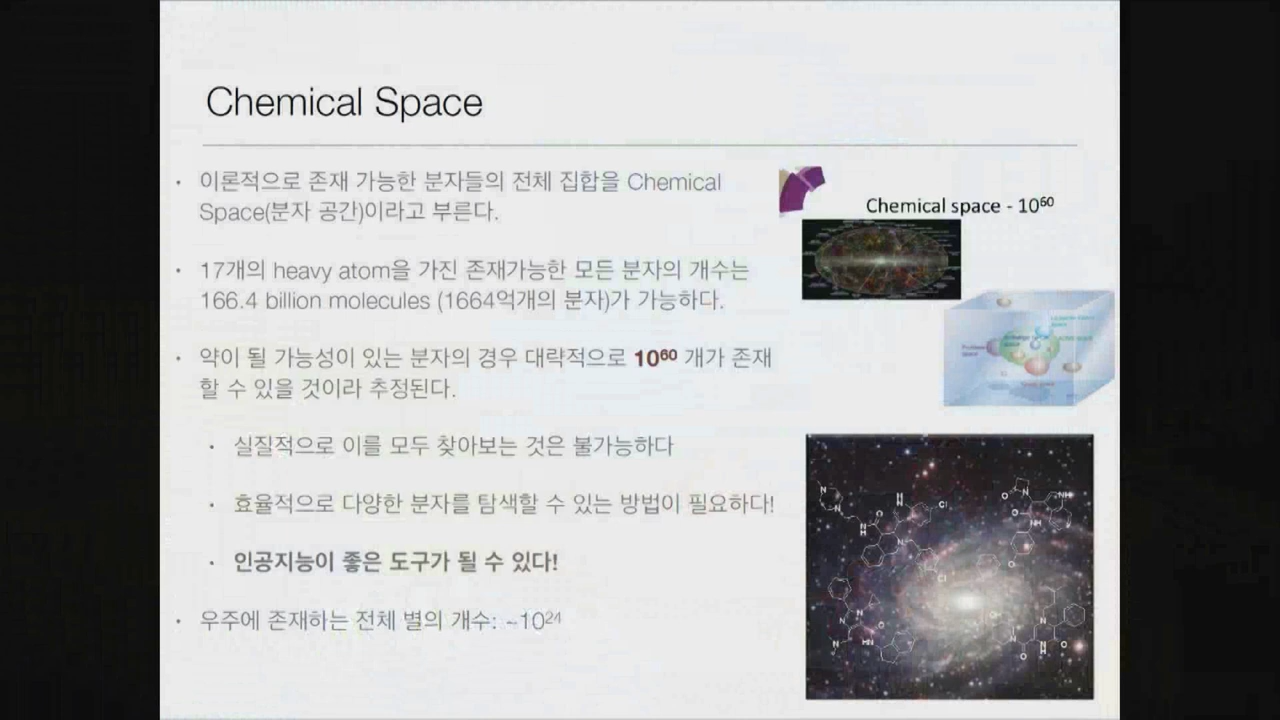 Chemical Space
· 이론적으로 존재 가능한 분자들의 전체 집합을 Chemical
Space(분자 공간)이라고 부른다.
· 17개의 heavy atom을 가진 존재가능한 모든 분자의 개수는
166.4 billion molecules (1664억개의 분자)가 가능하다.
· 약이 될 가능성이 있는 분자의 경우 대략적으로 10⁶⁰ 개가 존재
할 수 있을 것이라 추정된다.
· 실질적으로 이를 모두 찾아보는 것은 불가능하다
· 효율적으로 다양한 분자를 탐색할 수 있는 방법이 필요하다!
· 인공지능이 좋은 도구가 될 수 있다!
· 우주에 존재하는 전체 별의 개수: ~10²⁴
Chemical space - 10⁶⁰